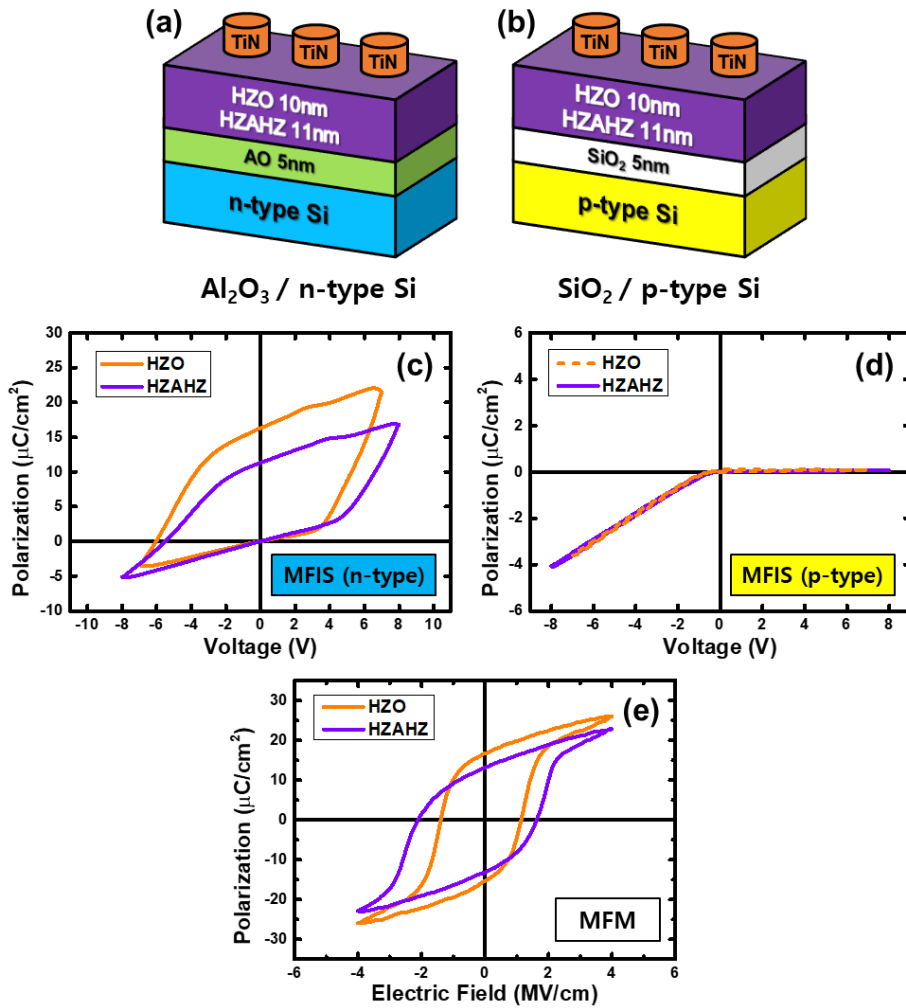 (a)
TiN TiN TiN
HZO 10nm
HZAHZ 11nm
AO 5nm
n-type Si
Al₂O₃ / n-type Si
(b)
TiN TiN TiN
HZO 10nm
HZAHZ 11nm
SiO₂ 5nm
p-type Si
SiO₂ / p-type Si
(c)
HZO
HZAHZ
30
25
20
15
10
5
0
-5
-10
Polarization (μC/cm²)
MFIS (n-type)
-10 -8 -6 -4 -2 0 2 4 6 8 10
Voltage (V)
(d)
HZO
HZAHZ
6
4
2
0
-2
-4
-6
Polarization (μC/cm²)
MFIS (p-type)
-8 -6 -4 -2 0 2 4 6 8
Voltage (V)
(e)
HZO
HZAHZ
30
20
10
0
-10
-20
-30
Polarization (μC/cm²)
MFM
-6 -4 -2 0 2 4 6
Electric Field (MV/cm)